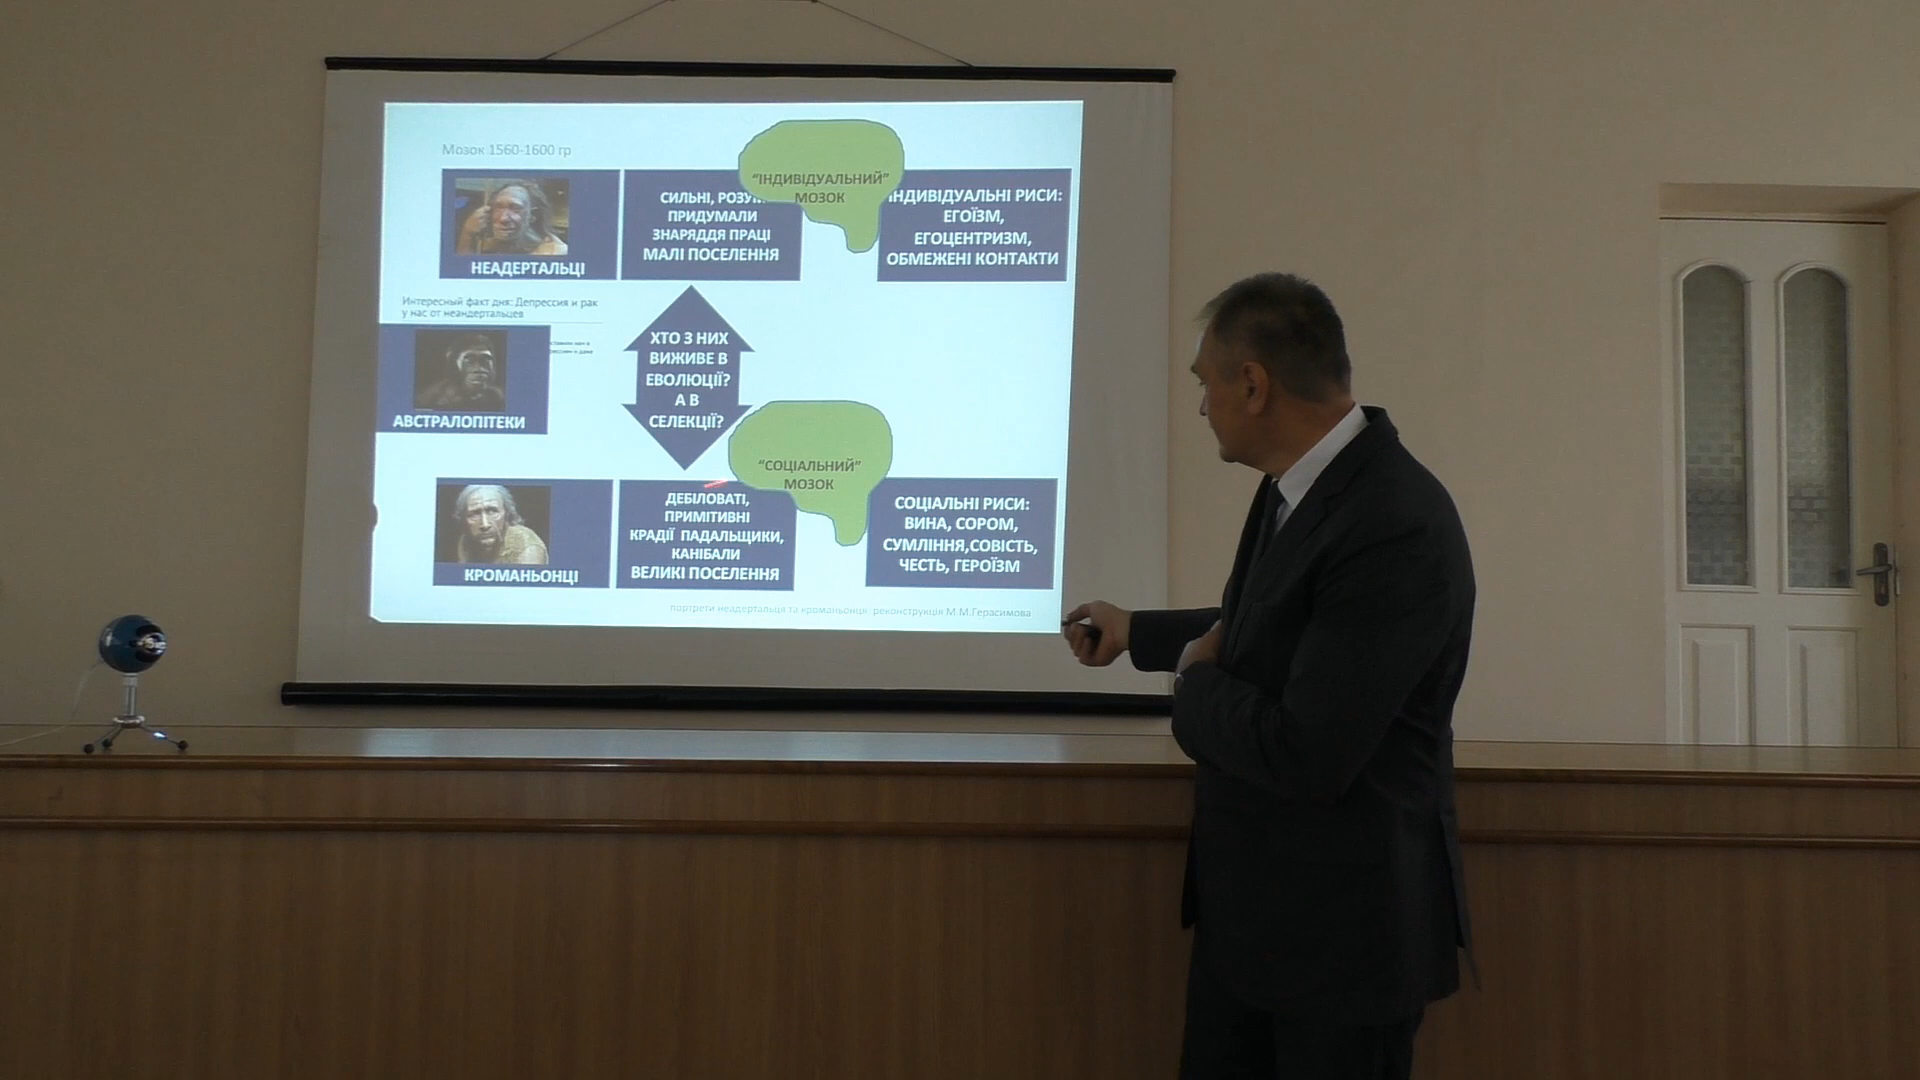 Мозок 1560-1600 гр
НЕАДЕРТАЛЬЦІ
СИЛЬНІ,
ПРИДУМАЛИ
ЗНАРЯДДЯ ПРАЦІ
МАЛІ ПОСЕЛЕННЯ
“ІНДИВІДУАЛЬНИЙ”
МОЗОК
ІНДИВІДУАЛЬНІ РИСИ:
ЕГОЇЗМ,
ЕГОЦЕНТРИЗМ,
ОБМЕЖЕНІ КОНТАКТИ
Интересный факт дня: Депрессия и рак
у нас от неандертальцев
АВСТРАЛОПІТЕКИ
ХТО З НИХ
ВИЖИВЕ В
ЕВОЛЮЦІЇ?
А В
СЕЛЕКЦІЇ?
КРОМАНЬОНЦІ
ДЕБІЛОВАТІ,
ПРИМІТИВНІ
КРАДІЇ ПАДАЛЬЩИКИ,
КАНІБАЛИ
ВЕЛИКІ ПОСЕЛЕННЯ
“СОЦІАЛЬНИЙ”
МОЗОК
СОЦІАЛЬНІ РИСИ:
ВИНА, СОРОМ,
СУМЛІННЯ,СОВІСТЬ,
ЧЕСТЬ, ГЕРОЇЗМ
портрети неадертальця та кроманьонця реконструкція М.М.Герасимова